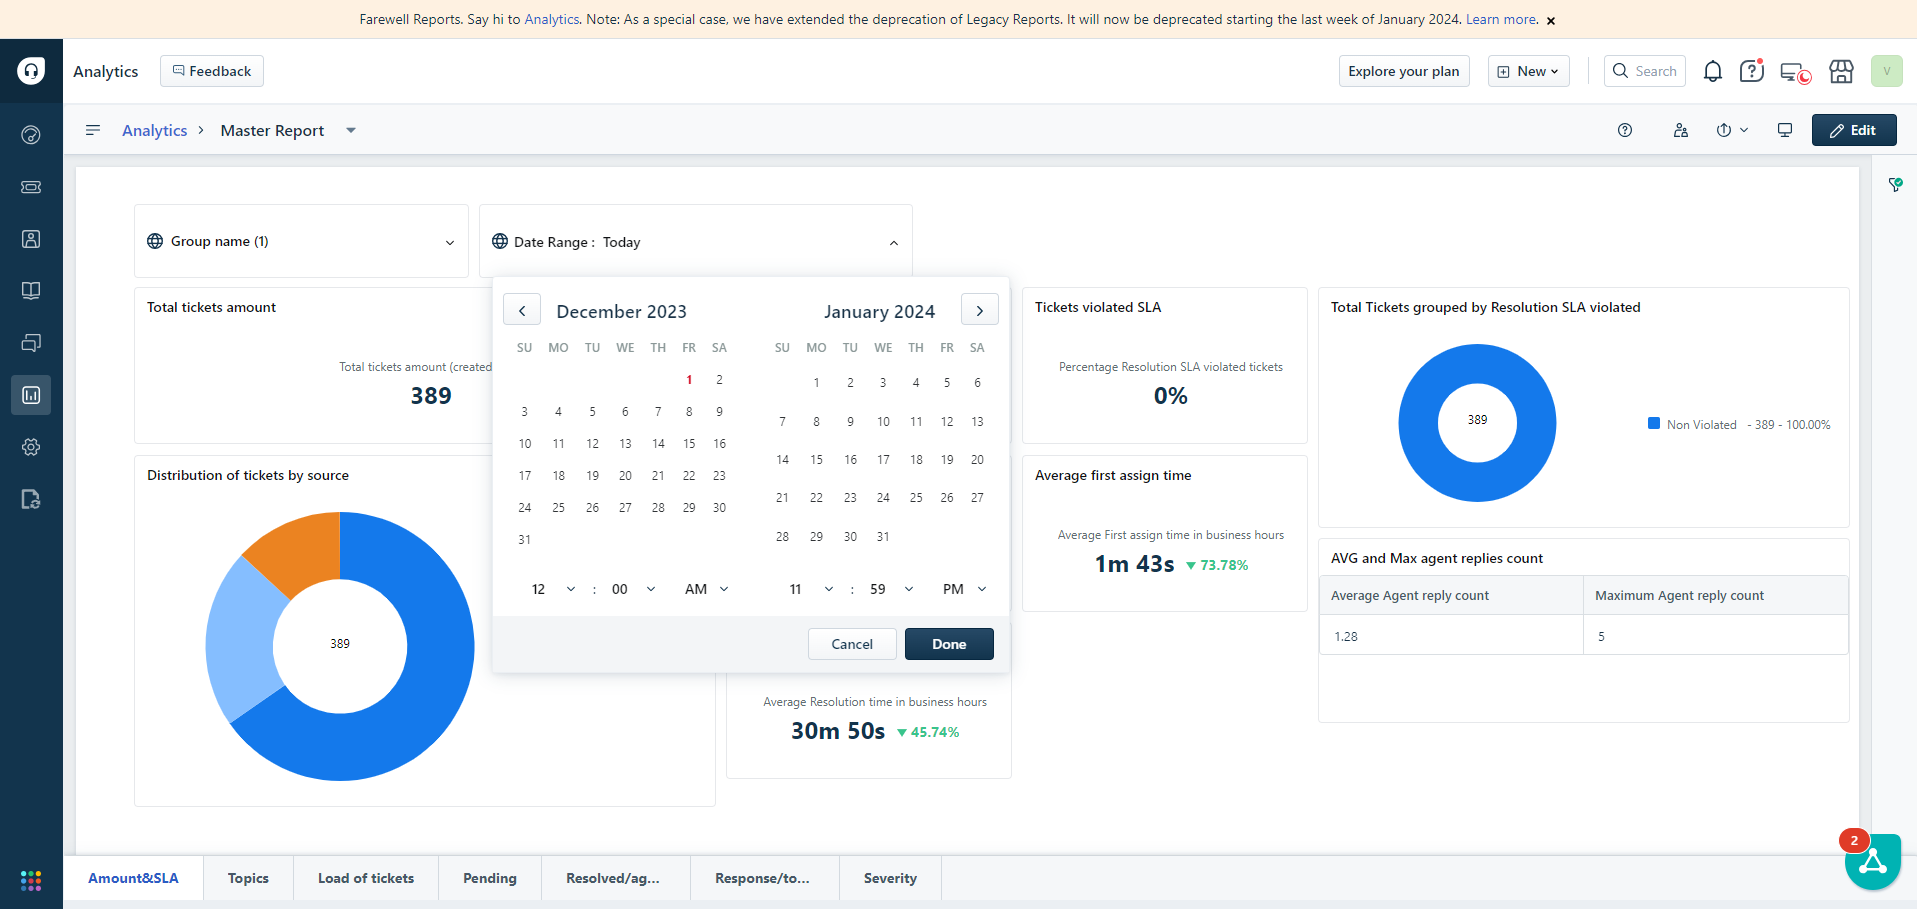 Farewell Reports. Say hi to Analytics. Note: As a special case, we have extended the deprecation of Legacy Reports. It will now be deprecated starting the last week of January 2024. Learn more. ×
Analytics
Feedback
Explore your plan
New
Search
V
Analytics > Master Report
Edit
Group name (1)
Date Range : Today
Total tickets amount
Total tickets amount (created
389
December 2023
SU MO TU WE TH FR SA
1 2
3 4 5 6 7 8 9
10 11 12 13 14 15 16
17 18 19 20 21 22 23
24 25 26 27 28 29 30
31
12 : 00 AM
January 2024
SU MO TU WE TH FR SA
1 2 3 4 5 6
7 8 9 10 11 12 13
14 15 16 17 18 19 20
21 22 23 24 25 26 27
28 29 30 31
11 : 59 PM
Cancel
Done
Tickets violated SLA
Percentage Resolution SLA violated tickets
0%
Total Tickets grouped by Resolution SLA violated
389
Non Violated - 389 - 100.00%
Distribution of tickets by source
389
Average first assign time
Average First assign time in business hours
1m 43s 73.78%
AVG and Max agent replies count
Average Agent reply count Maximum Agent reply count
1.28 5
Average Resolution time in business hours
30m 50s 45.74%
2
Amount&SLA
Topics
Load of tickets
Pending
Resolved/ag...
Response/to...
Severity